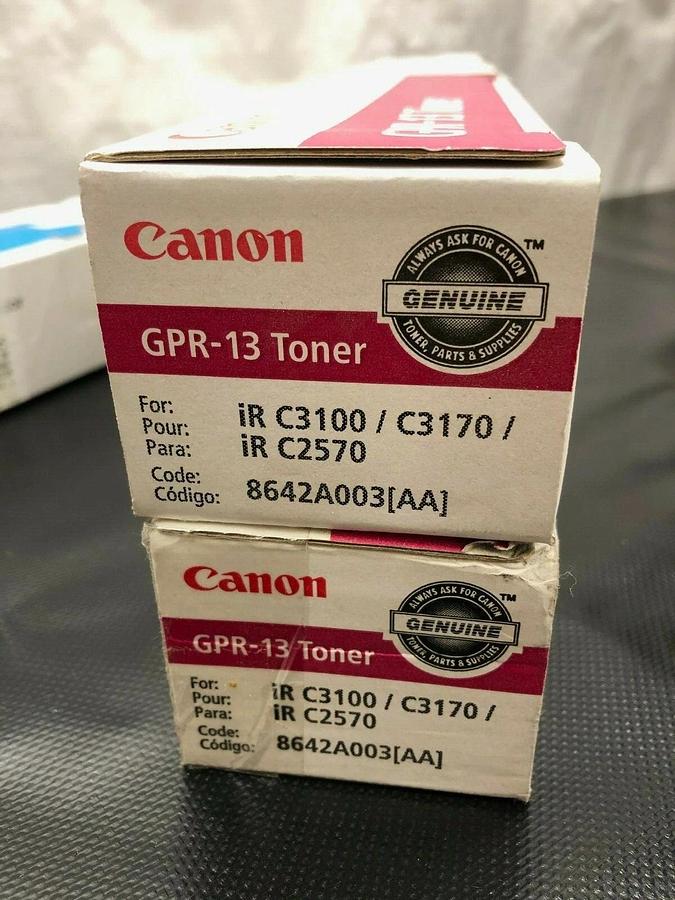 Canon
GPR-13 Toner
ALWAYS ASK FOR CANON
GENUINE
TONER, PARTS & SUPPLIES
TM
For:
Pour:
Para:
iR C3100 / C3170 /
iR C2570
Code:
Código:
8642A003[AA]
Canon
GPR-13 Toner
ALWAYS ASK FOR CANON
GENUINE
TONER, PARTS & SUPPLIES
TM
For:
Pour:
Para:
iR C3100 / C3170 /
iR C2570
Code:
Código:
8642A003[AA]